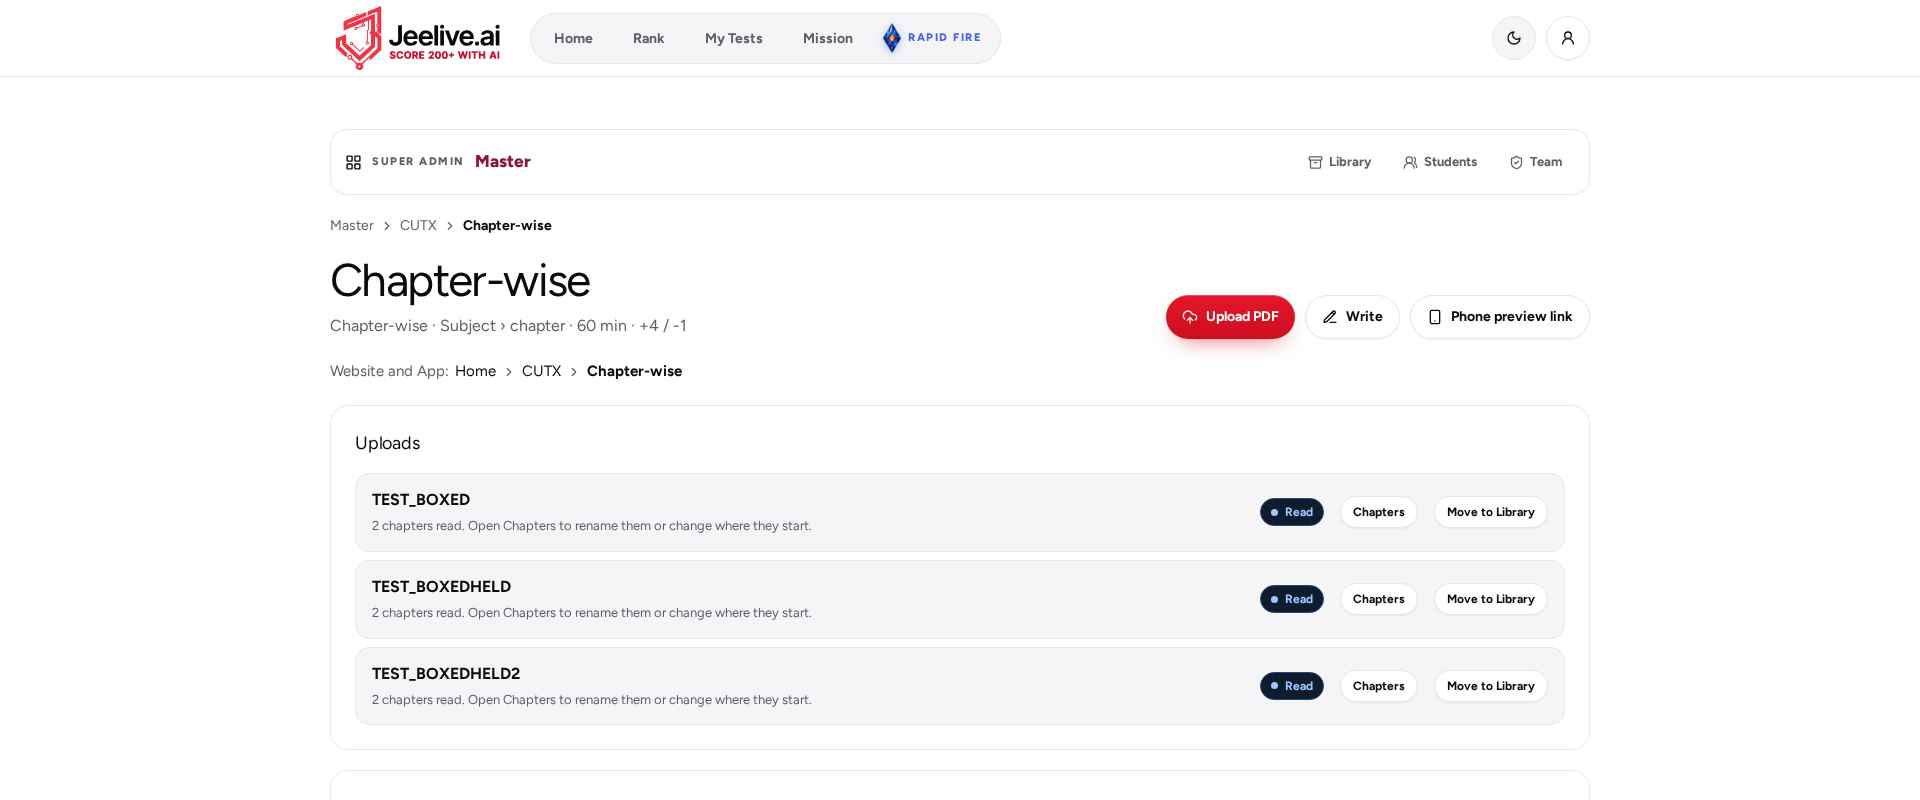 Jeelive.ai
SCORE 200+ WITH AI
Home
Rank
My Tests
Mission
RAPID FIRE
SUPER ADMIN
Master
Library
Students
Team
Master > CUTX > Chapter-wise
Chapter-wise
Chapter-wise · Subject › chapter · 60 min · +4 / -1
Upload PDF
Write
Phone preview link
Website and App: Home > CUTX > Chapter-wise
Uploads
TEST_BOXED
2 chapters read. Open Chapters to rename them or change where they start.
Read
Chapters
Move to Library
TEST_BOXEDHELD
2 chapters read. Open Chapters to rename them or change where they start.
Read
Chapters
Move to Library
TEST_BOXEDHELD2
2 chapters read. Open Chapters to rename them or change where they start.
Read
Chapters
Move to Library